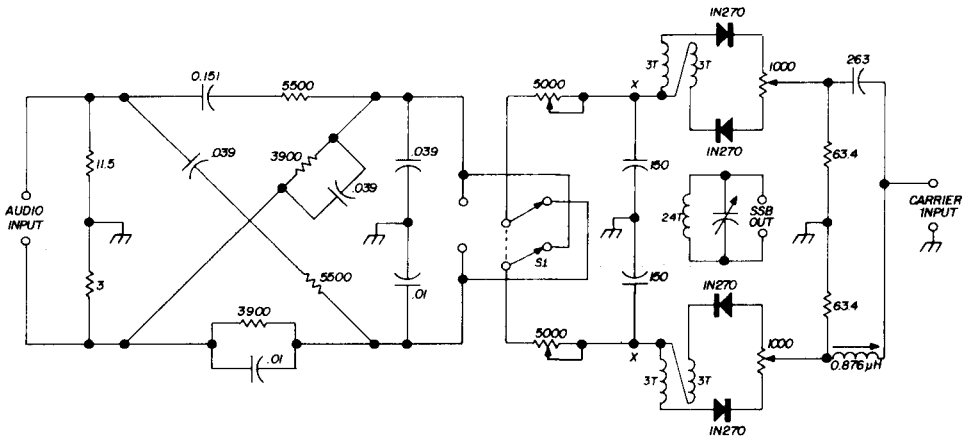 IN270
0.151
5500
3T
3T
5000
X
1000
263
11.5
.039
3900
.039
.039
IN270
150
63.4
AUDIO
INPUT
24T
SSB
OUT
CARRIER
INPUT
S1
3
5500
.01
150
IN270
63.4
3900
5000
X
1000
.01
3T
3T
0.876μH
IN270